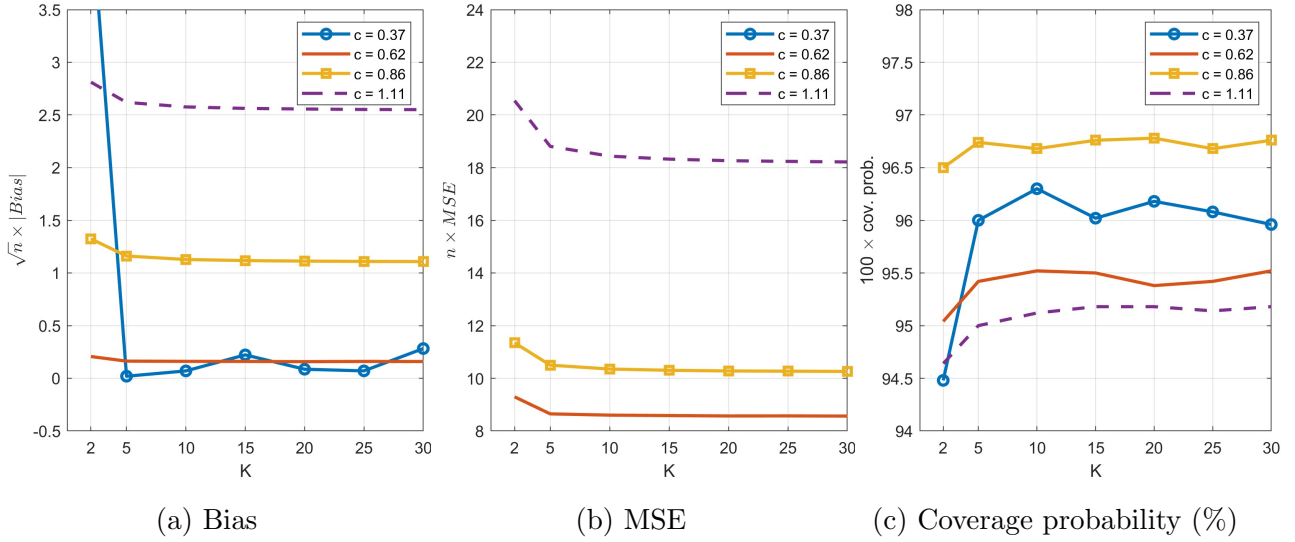 4
3.5
3
2.5
2
1.5
1
0.5
0
-0.5
√n × |Bias|
2 5 10 15 20 25 30
K
c = 0.37
c = 0.62
c = 0.86
c = 1.11
(a) Bias
24
22
20
18
16
14
12
10
8
n × MSE
2 5 10 15 20 25 30
K
c = 0.37
c = 0.62
c = 0.86
c = 1.11
(b) MSE
98
97.5
97
96.5
96
95.5
95
94.5
94
100 × cov. prob.
2 5 10 15 20 25 30
K
c = 0.37
c = 0.62
c = 0.86
c = 1.11
(c) Coverage probability (%)